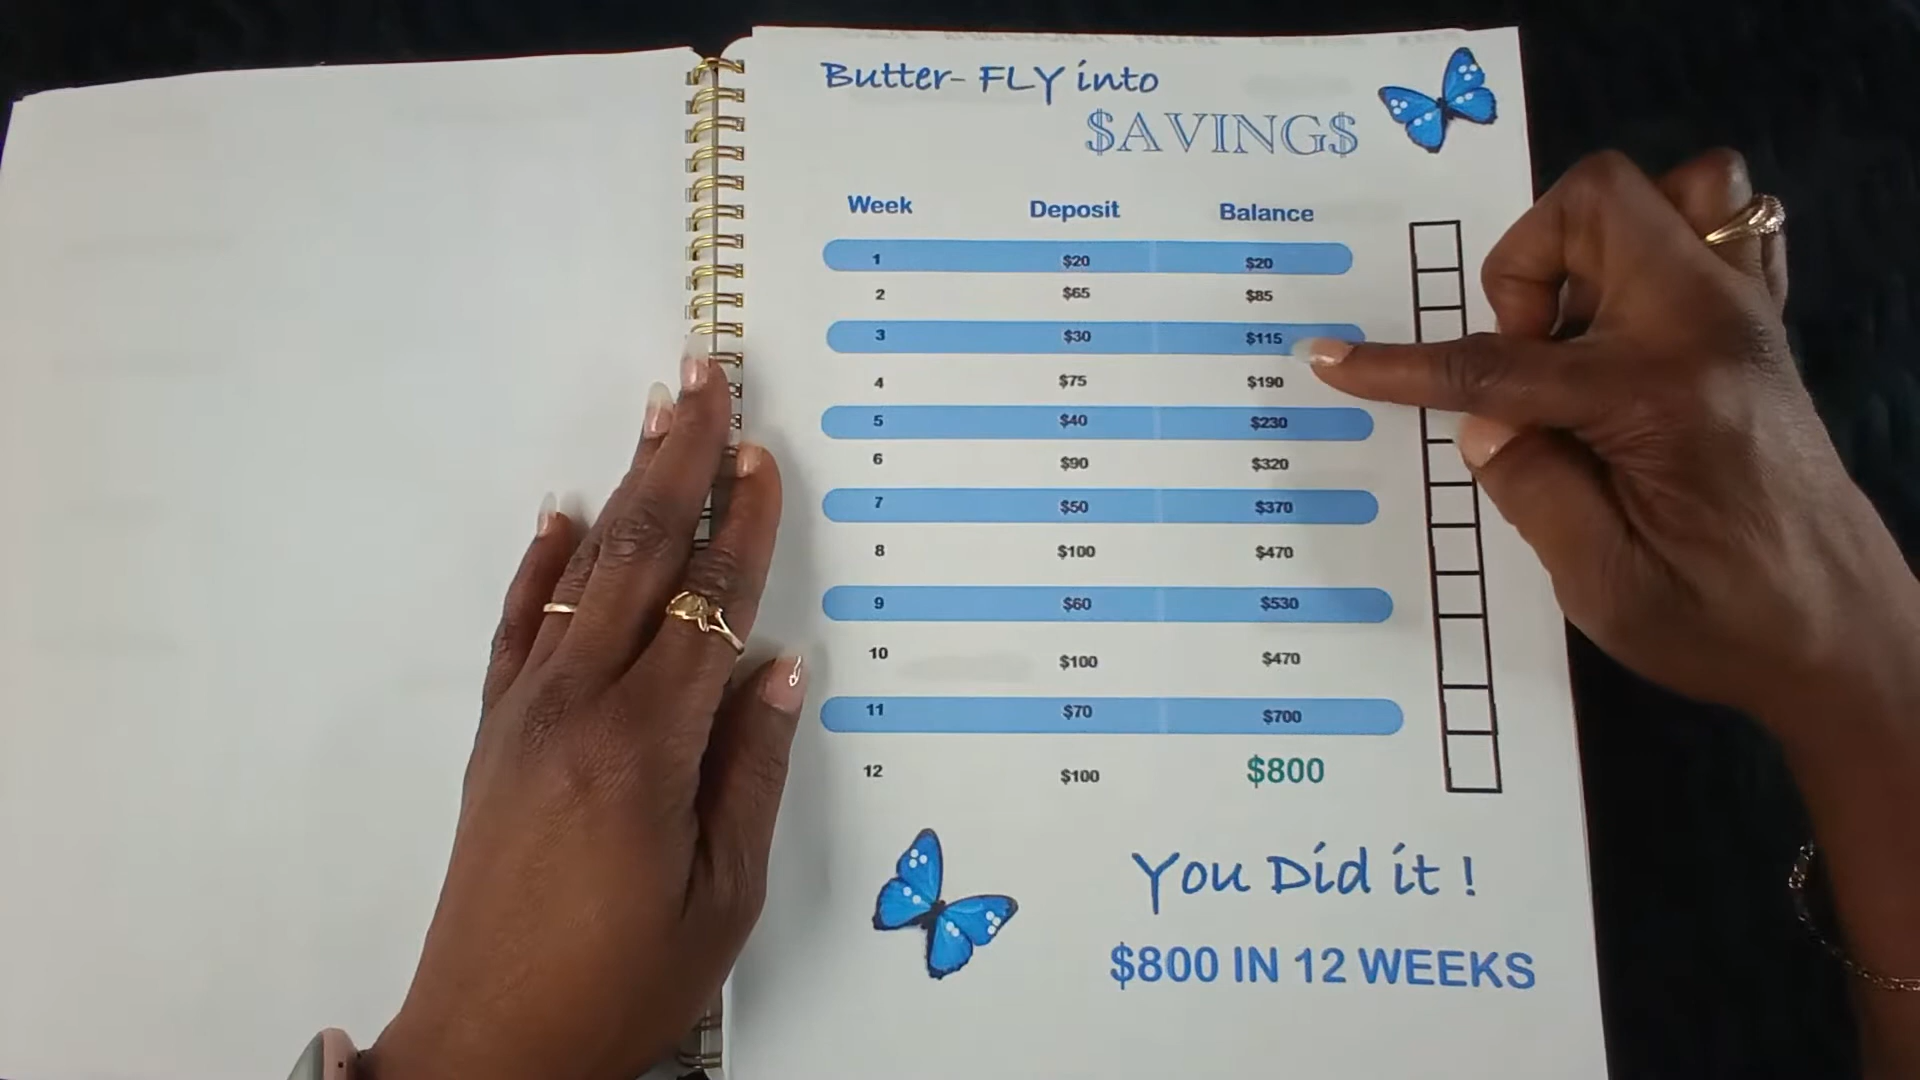 Butter- FLY into
$AVING$
Week Deposit Balance
1 $20 $20
2 $65 $85
3 $30 $115
4 $75 $190
5 $40 $230
6 $90 $320
7 $50 $370
8 $100 $470
9 $60 $530
10 $100 $470
11 $70 $700
12 $100 $800
You Did it !
$800 IN 12 WEEKS